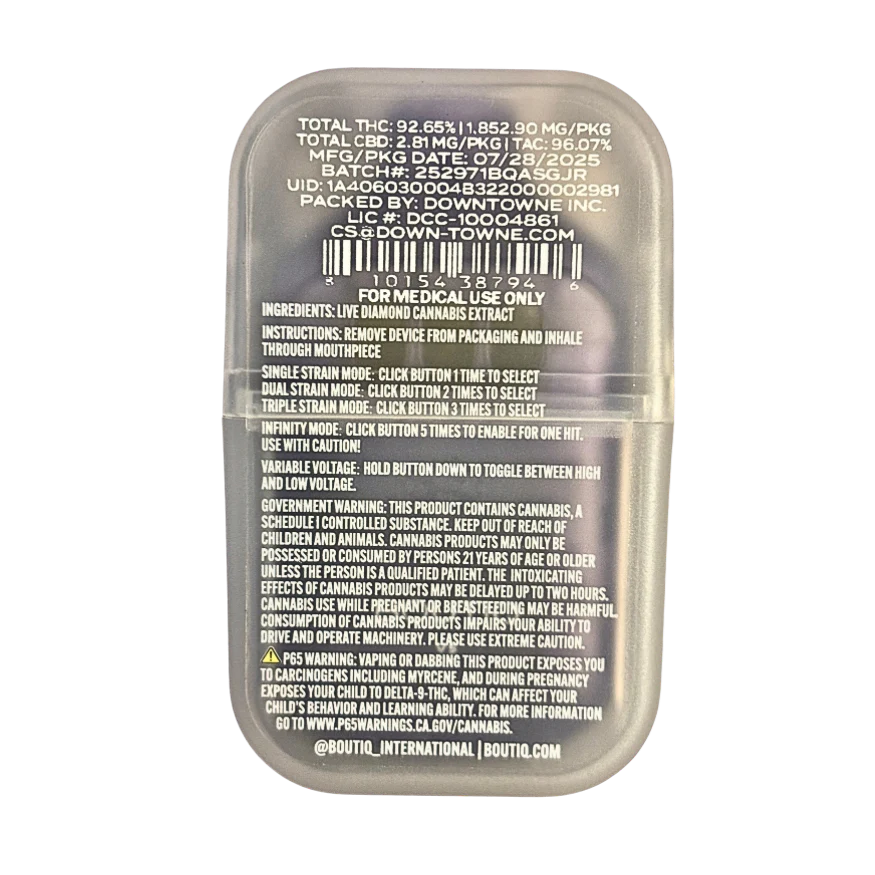 TOTAL THC: 92.65% | 1,852.90 MG/PKG
TOTAL CBD: 2.81 MG/PKG | TAC: 96.07%
MFG/PKG DATE: 07/28/2025
BATCH#: 252971BQASGJR
UID: 1A406030004B322000002981
PACKED BY: DOWNTOWNE INC.
LIC #: DCC-10004861
CS@DOWN-TOWNE.COM
8 10154 38794 6
FOR MEDICAL USE ONLY
INGREDIENTS: LIVE DIAMOND CANNABIS EXTRACT
INSTRUCTIONS: REMOVE DEVICE FROM PACKAGING AND INHALE
THROUGH MOUTHPIECE
SINGLE STRAIN MODE: CLICK BUTTON 1 TIME TO SELECT
DUAL STRAIN MODE: CLICK BUTTON 2 TIMES TO SELECT
TRIPLE STRAIN MODE: CLICK BUTTON 3 TIMES TO SELECT
INFINITY MODE: CLICK BUTTON 5 TIMES TO ENABLE FOR ONE HIT.
USE WITH CAUTION!
VARIABLE VOLTAGE: HOLD BUTTON DOWN TO TOGGLE BETWEEN HIGH
AND LOW VOLTAGE.
GOVERNMENT WARNING: THIS PRODUCT CONTAINS CANNABIS, A
SCHEDULE I CONTROLLED SUBSTANCE. KEEP OUT OF REACH OF
CHILDREN AND ANIMALS. CANNABIS PRODUCTS MAY ONLY BE
POSSESSED OR CONSUMED BY PERSONS 21 YEARS OF AGE OR OLDER
UNLESS THE PERSON IS A QUALIFIED PATIENT. THE INTOXICATING
EFFECTS OF CANNABIS PRODUCTS MAY BE DELAYED UP TO TWO HOURS.
CANNABIS USE WHILE PREGNANT OR BREASTFEEDING MAY BE HARMFUL.
CONSUMPTION OF CANNABIS PRODUCTS IMPAIRS YOUR ABILITY TO
DRIVE AND OPERATE MACHINERY. PLEASE USE EXTREME CAUTION.
P65 WARNING: VAPING OR DABBING THIS PRODUCT EXPOSES YOU
TO CARCINOGENS INCLUDING MYRCENE, AND DURING PREGNANCY
EXPOSES YOUR CHILD TO DELTA-9-THC, WHICH CAN AFFECT YOUR
CHILD'S BEHAVIOR AND LEARNING ABILITY. FOR MORE INFORMATION
GO TO WWW.P65WARNINGS.CA.GOV/CANNABIS.
@BOUTIQ_INTERNATIONAL | BOUTIQ.COM